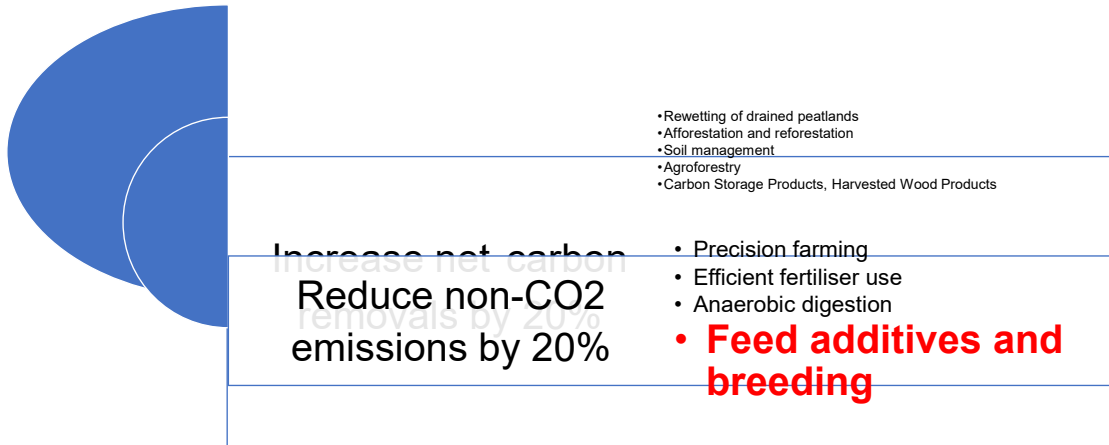 •Rewetting of drained peatlands
•Afforestation and reforestation
•Soil management
•Agroforestry
•Carbon Storage Products, Harvested Wood Products
Increase net carbon
removals by 20%
Reduce non-CO2
emissions by 20%
• Precision farming
• Efficient fertiliser use
• Anaerobic digestion
• Feed additives and
breeding